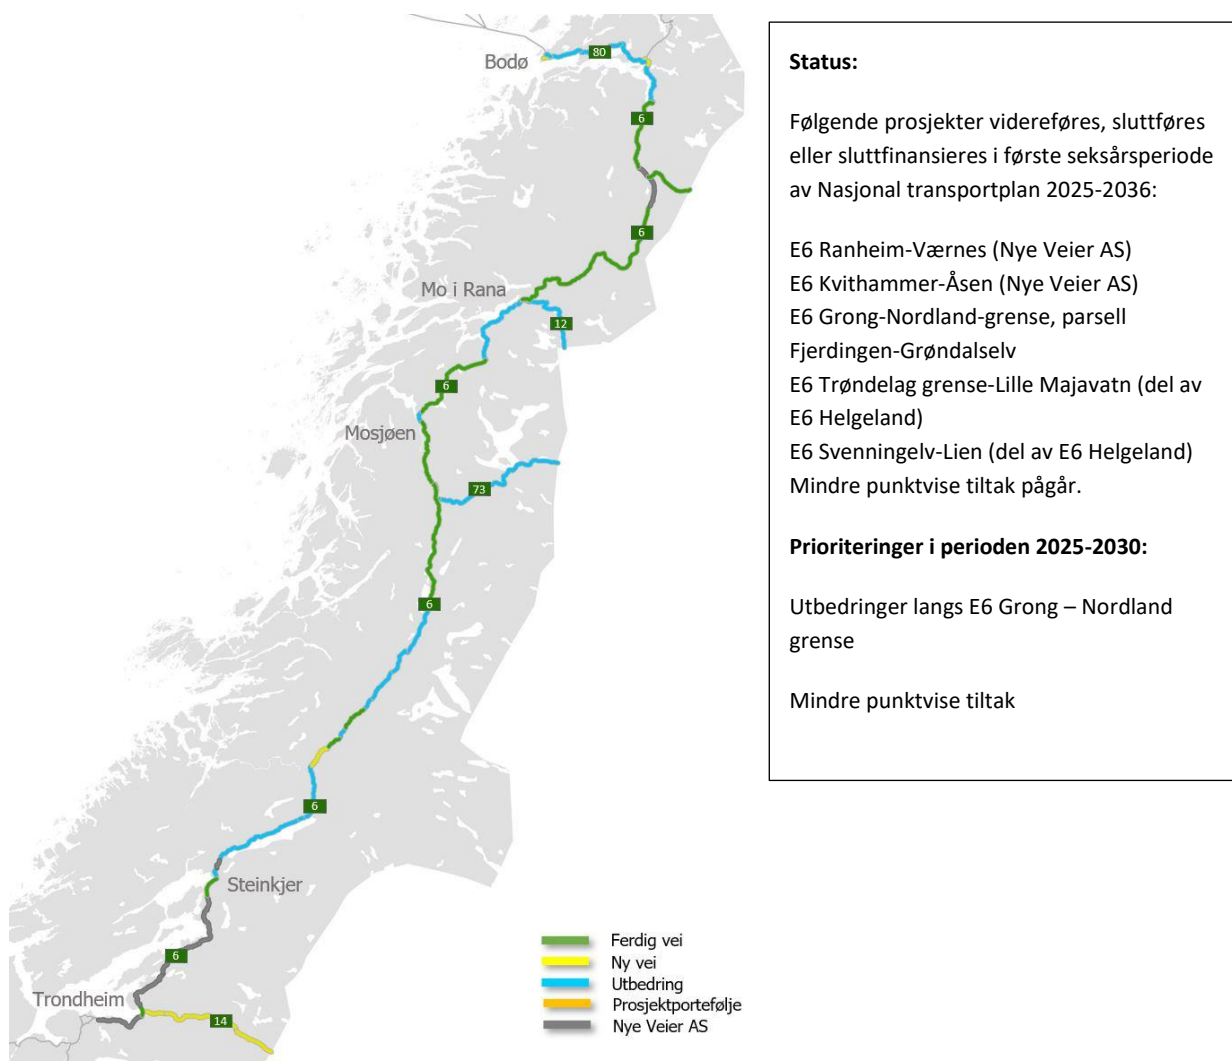 Bodø
80
6
6
Mo i Rana
12
6
Mosjøen
73
6
6
Steinkjer
6
Trondheim
14
Ferdig vei
Ny vei
Utbedring
Prosjektportefølje
Nye Veier AS
Status:
Følgende prosjekter videreføres, sluttføres
eller sluttfinansieres i første seksårsperiode
av Nasjonal transportplan 2025-2036:
E6 Ranheim-Værnes (Nye Veier AS)
E6 Kvithammer-Åsen (Nye Veier AS)
E6 Grong-Nordland-grense, parsell
Fjerdingen-Grøndalselv
E6 Trøndelag grense-Lille Majavatn (del av
E6 Helgeland)
E6 Svenningelv-Lien (del av E6 Helgeland)
Mindre punktvise tiltak pågår.
Prioriteringer i perioden 2025-2030:
Utbedringer langs E6 Grong – Nordland
grense
Mindre punktvise tiltak